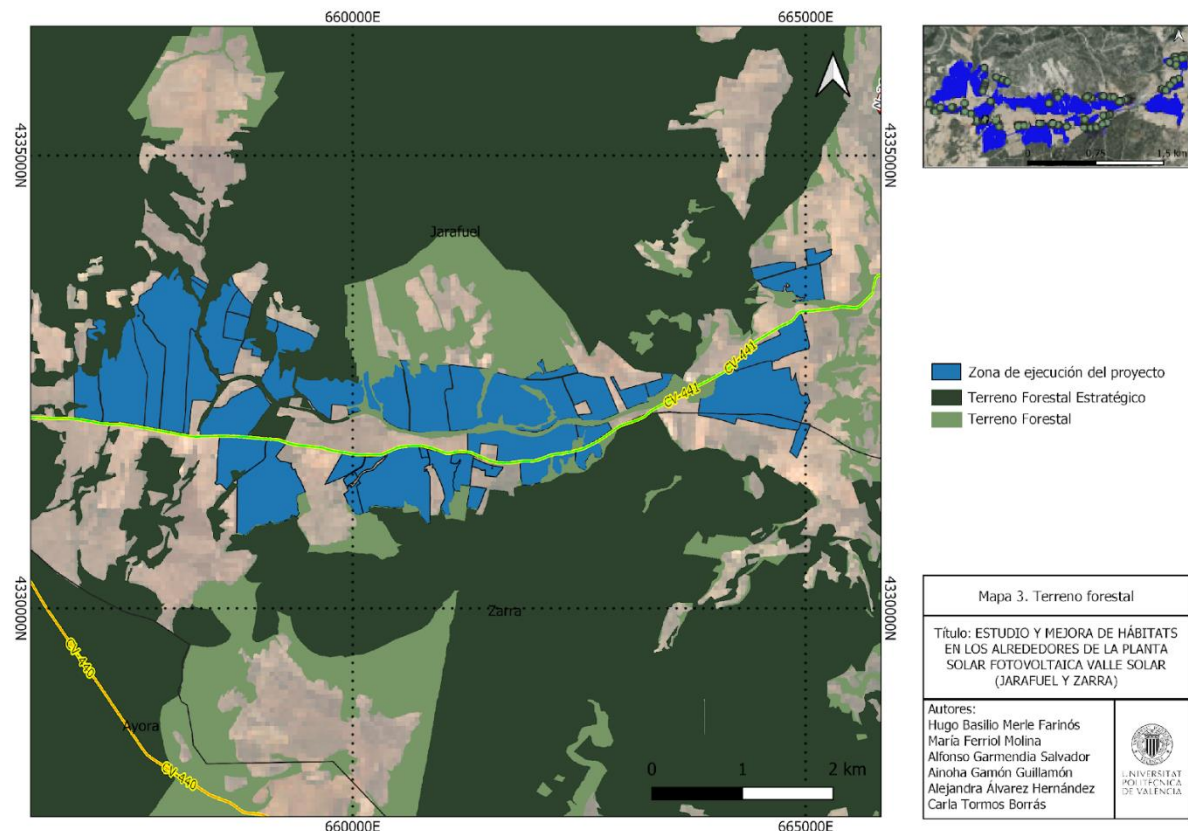 660000E
665000E
4335000N
4335000N
Jarafuel
CV-441
CV-441
4330000N
4330000N
Zarra
CV-440
Ayora
CV-440
0 1 2 km
660000E
665000E
0 0.75 1.5 km
Zona de ejecución del proyecto
Terreno Forestal Estratégico
Terreno Forestal
Mapa 3. Terreno forestal
Título: ESTUDIO Y MEJORA DE HÁBITATS
EN LOS ALREDEDORES DE LA PLANTA
SOLAR FOTOVOLTAICA VALLE SOLAR
(JARAFUEL Y ZARRA)
Autores:
Hugo Basilio Merle Farinós
María Ferriol Molina
Alfonso Garmendia Salvador
Ainoha Gamón Guillamón
Alejandra Álvarez Hernández
Carla Tormos Borrás
UNIVERSITAT
POLITÈCNICA
DE VALÈNCIA